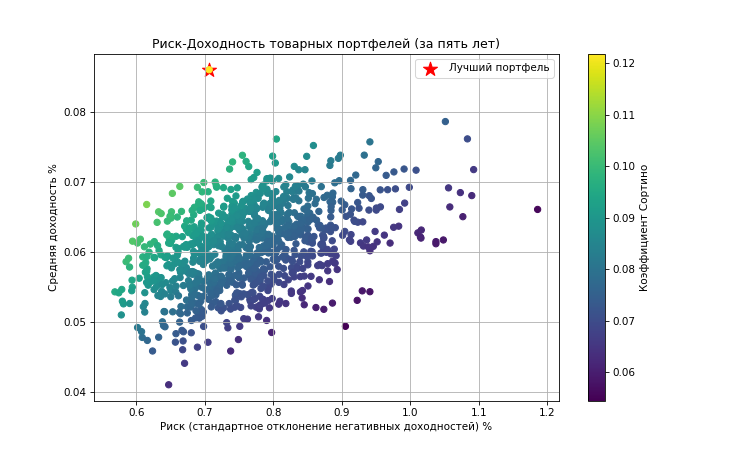 Риск-Доходность товарных портфелей (за пять лет)
Лучший портфель
Средняя доходность %
0.08
0.07
0.06
0.05
0.04
0.6 0.7 0.8 0.9 1.0 1.1 1.2
Риск (стандартное отклонение негативных доходностей) %
0.12
0.11
0.10
0.09
0.08
0.07
0.06
Коэффициент Сортино